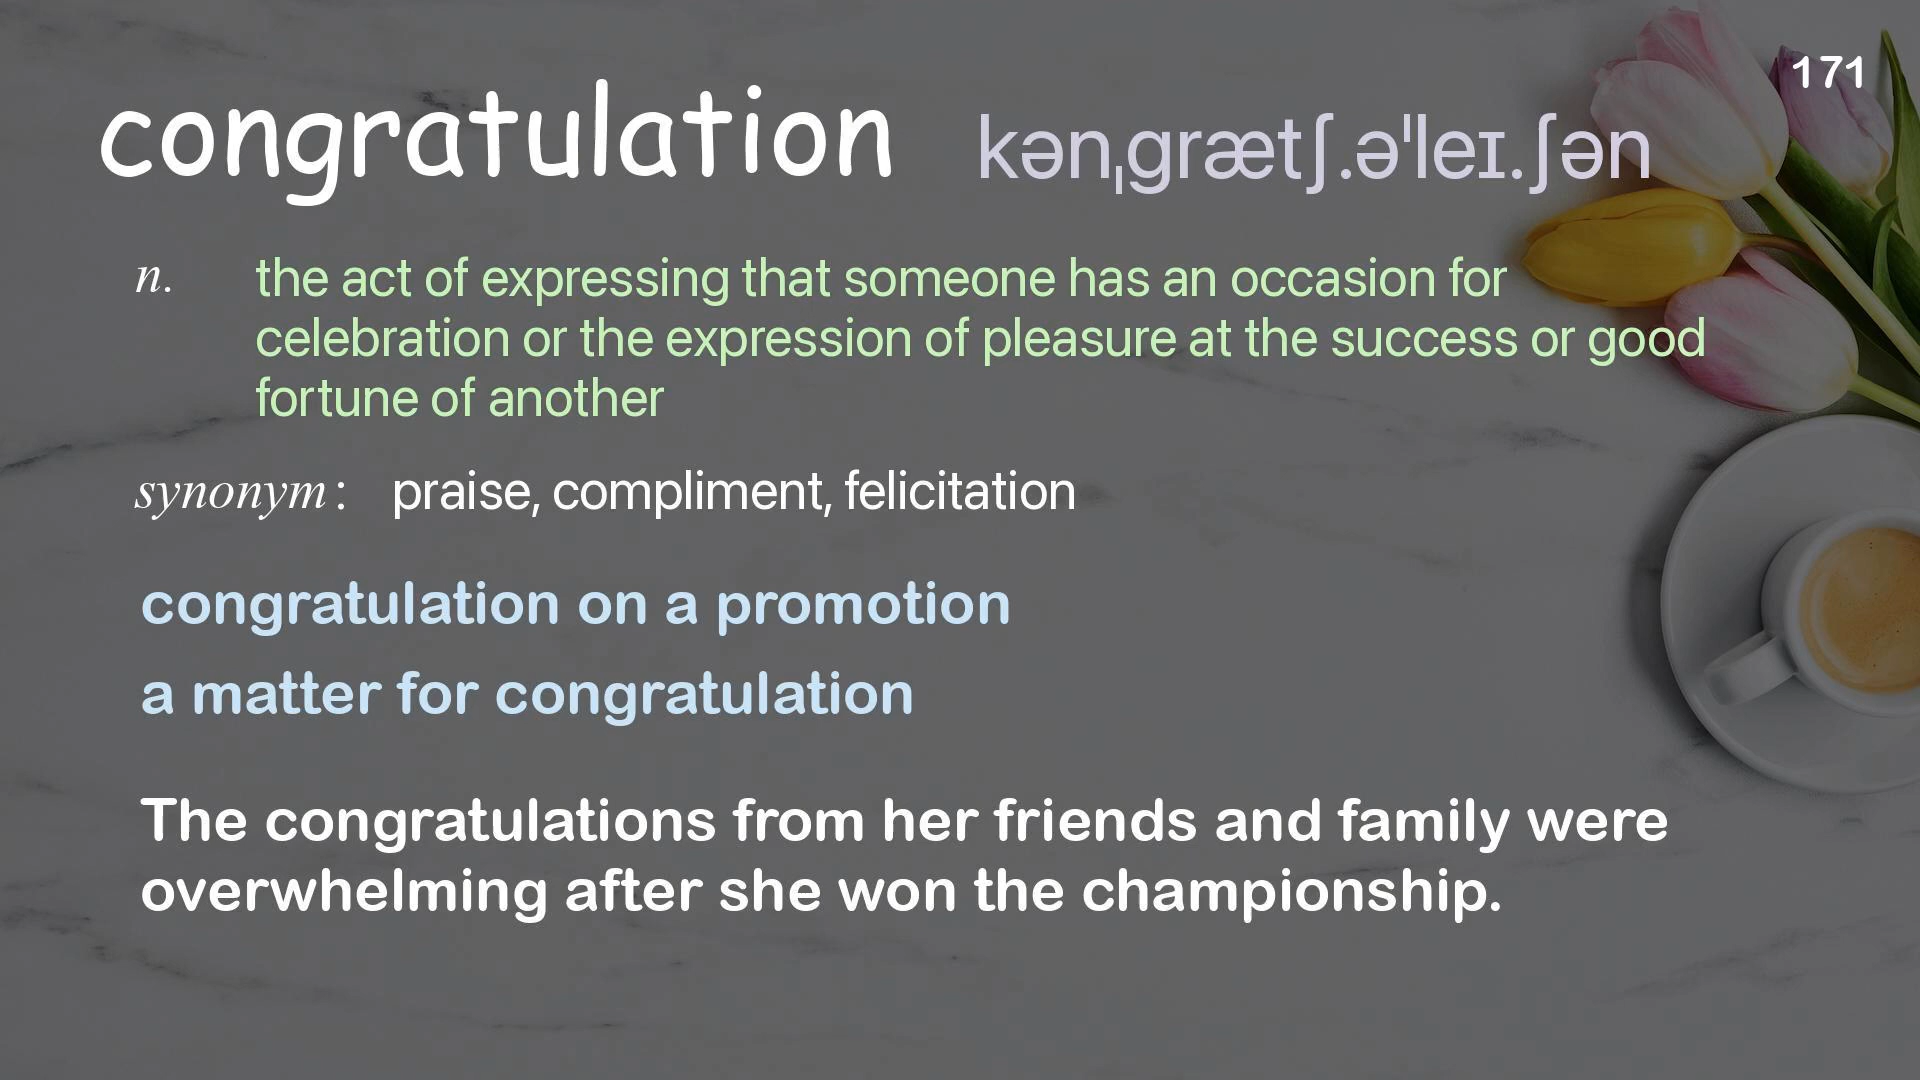 171
congratulation kənˌɡrætʃ.əˈleɪ.ʃən
n. the act of expressing that someone has an occasion for
celebration or the expression of pleasure at the success or good
fortune of another
synonym: praise, compliment, felicitation
congratulation on a promotion
a matter for congratulation
The congratulations from her friends and family were
overwhelming after she won the championship.